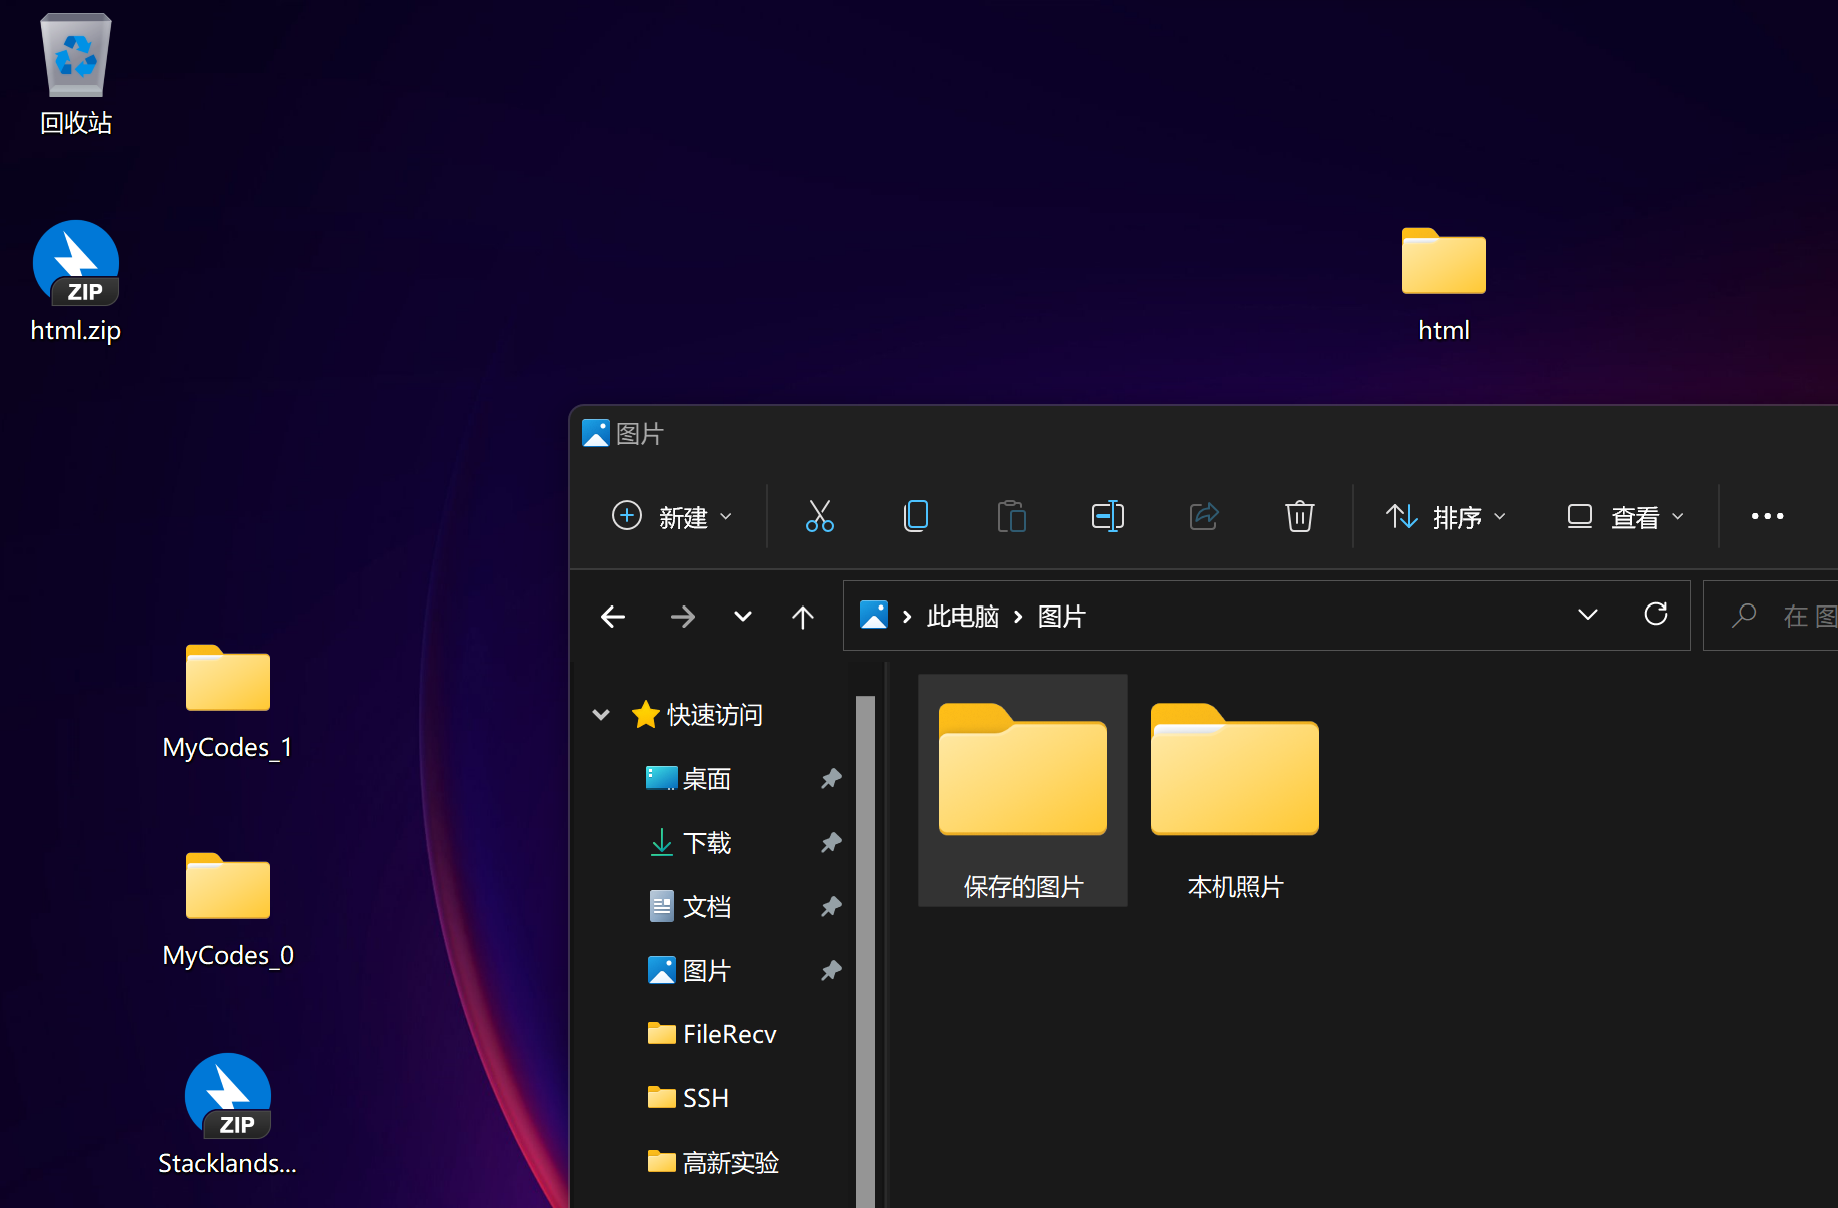 回收站
ZIP
html.zip
html
MyCodes_1
MyCodes_0
ZIP
Stacklands...
图片
新建
排序
查看
此电脑 图片
在 图
快速访问
桌面
下载
文档
图片
FileRecv
SSH
高新实验
保存的图片
本机照片